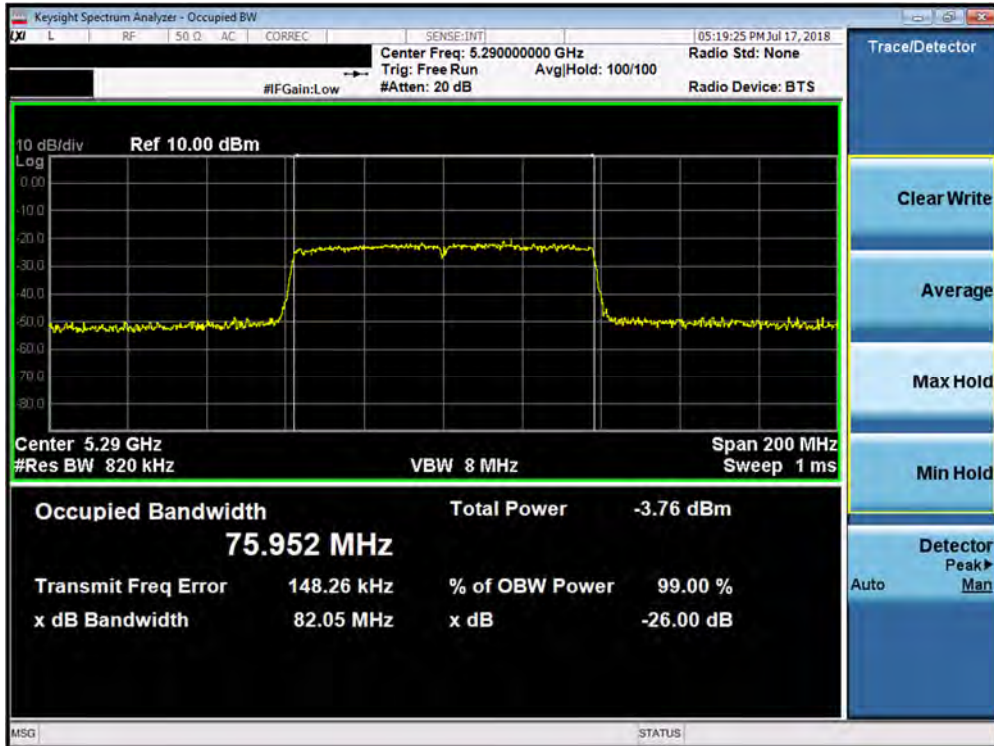 Keysight Spectrum Analyzer - Occupied BW
LXI L RF 50 Ω AC CORREC SENSE:INT 05:19:25 PM Jul 17, 2018
Center Freq: 5.290000000 GHz Radio Std: None
Trig: Free Run Avg|Hold: 100/100
#IFGain:Low #Atten: 20 dB Radio Device: BTS
Trace/Detector
10 dB/div Ref 10.00 dBm
Log
0.00
-10.0
-20.0
-30.0
-40.0
-50.0
-60.0
-70.0
-80.0
Center 5.29 GHz Span 200 MHz
#Res BW 820 kHz VBW 8 MHz Sweep 1 ms
Occupied Bandwidth Total Power -3.76 dBm
75.952 MHz
Transmit Freq Error 148.26 kHz % of OBW Power 99.00 %
x dB Bandwidth 82.05 MHz x dB -26.00 dB
Clear Write
Average
Max Hold
Min Hold
Detector
Peak▶
Auto Man
MSG STATUS